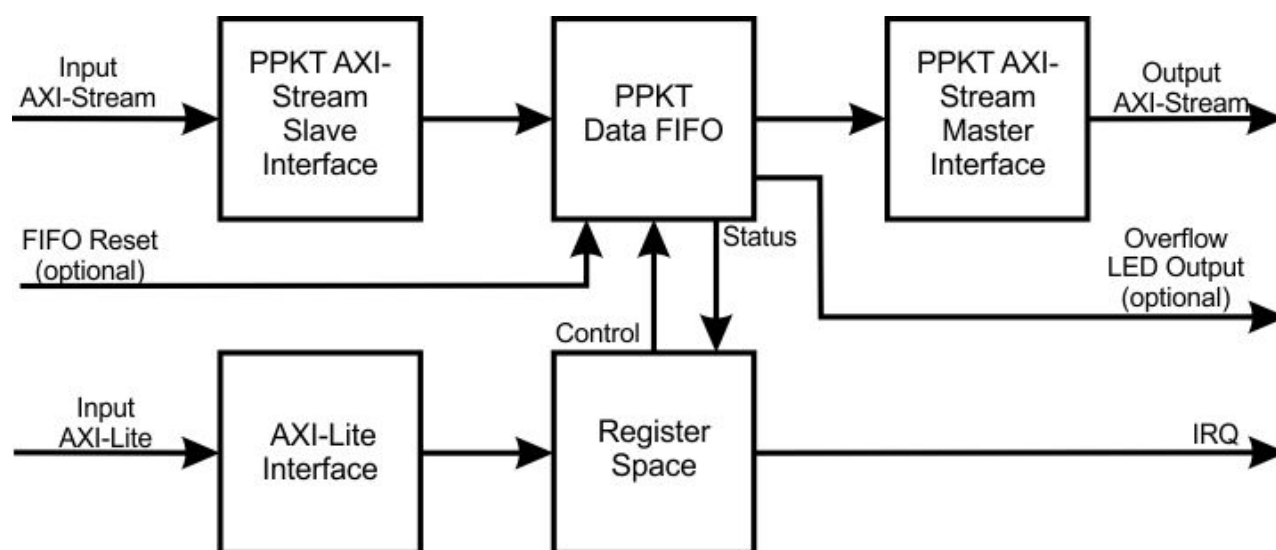 Input
AXI-Stream
PPKT AXI-
Stream
Slave
Interface
PPKT
Data FIFO
PPKT AXI-
Stream
Master
Interface
Output
AXI-Stream
FIFO Reset
(optional)
Status
Overflow
LED Output
(optional)
Control
Input
AXI-Lite
AXI-Lite
Interface
Register
Space
IRQ